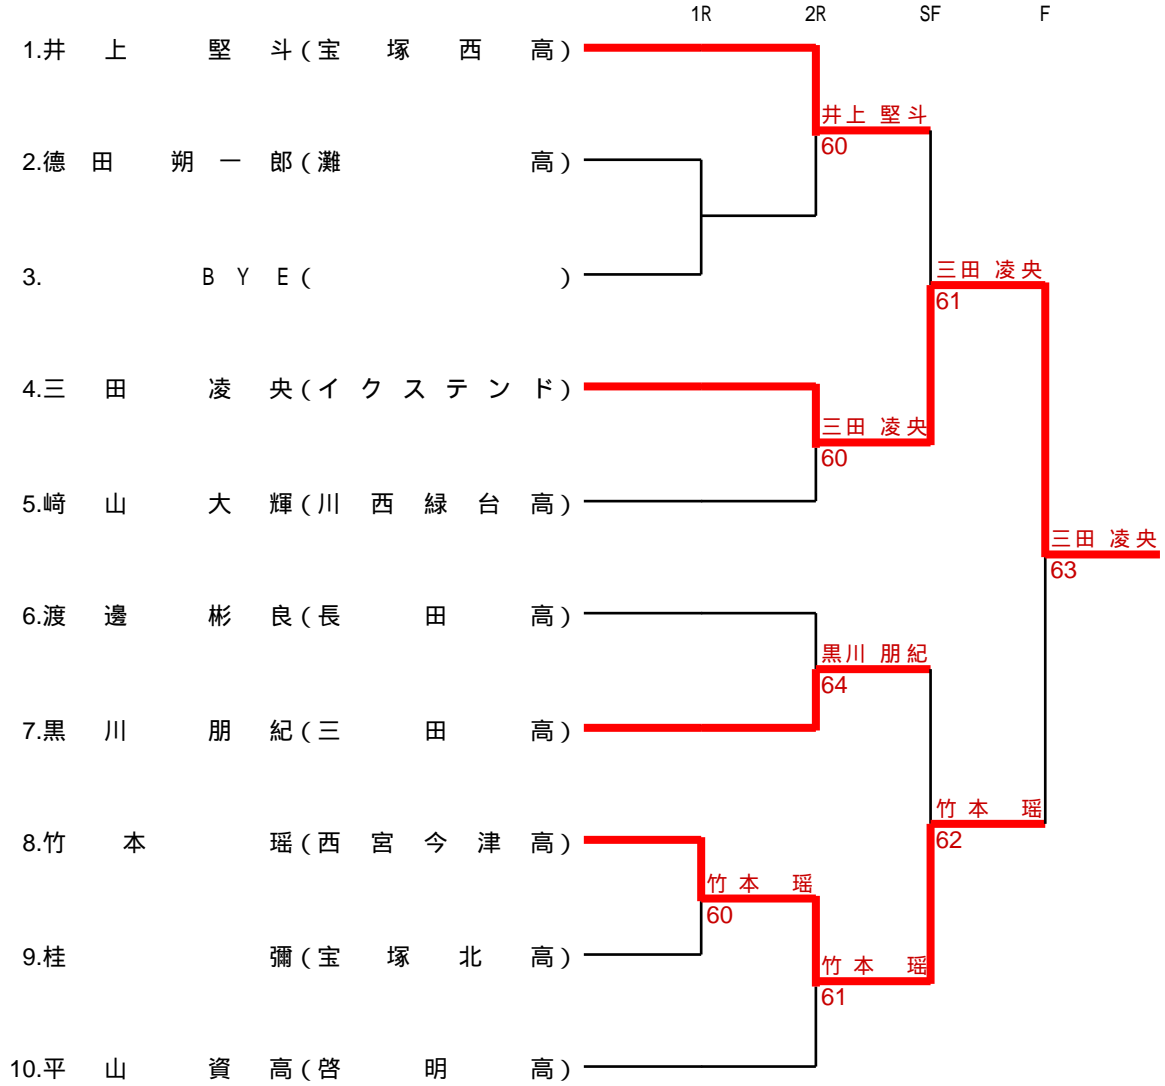 1R 2R SF F
1.井上 堅斗(宝塚西高)
井上 堅斗
60
2.德田 朔一郎(灘高)
3. BYE( )
三田 凌央
61
4.三田 凌央(イクステンド)
三田 凌央
60
5.﨑山 大輝(川西緑台高)
三田 凌央
63
6.渡邊 彬良(長田高)
黒川 朋紀
64
7.黒川 朋紀(三田高)
竹本 瑶
62
8.竹本 瑶(西宮今津高)
竹本 瑶
60
9.桂 彌(宝塚北高)
竹本 瑶
61
10.平山 資高(啓明高)